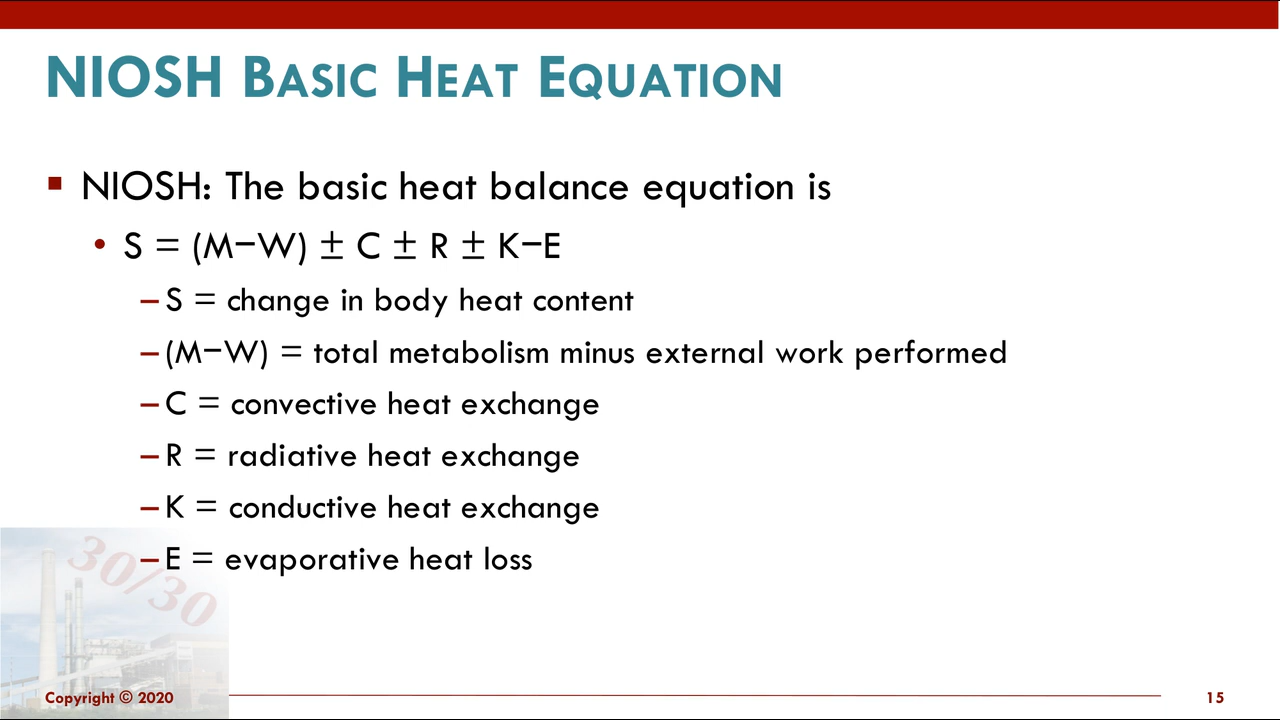 NIOSH BASIC HEAT EQUATION
▪ NIOSH: The basic heat balance equation is
• S = (M−W) ± C ± R ± K−E
– S = change in body heat content
– (M−W) = total metabolism minus external work performed
– C = convective heat exchange
– R = radiative heat exchange
– K = conductive heat exchange
– E = evaporative heat loss
30/30
Copyright © 2020
15